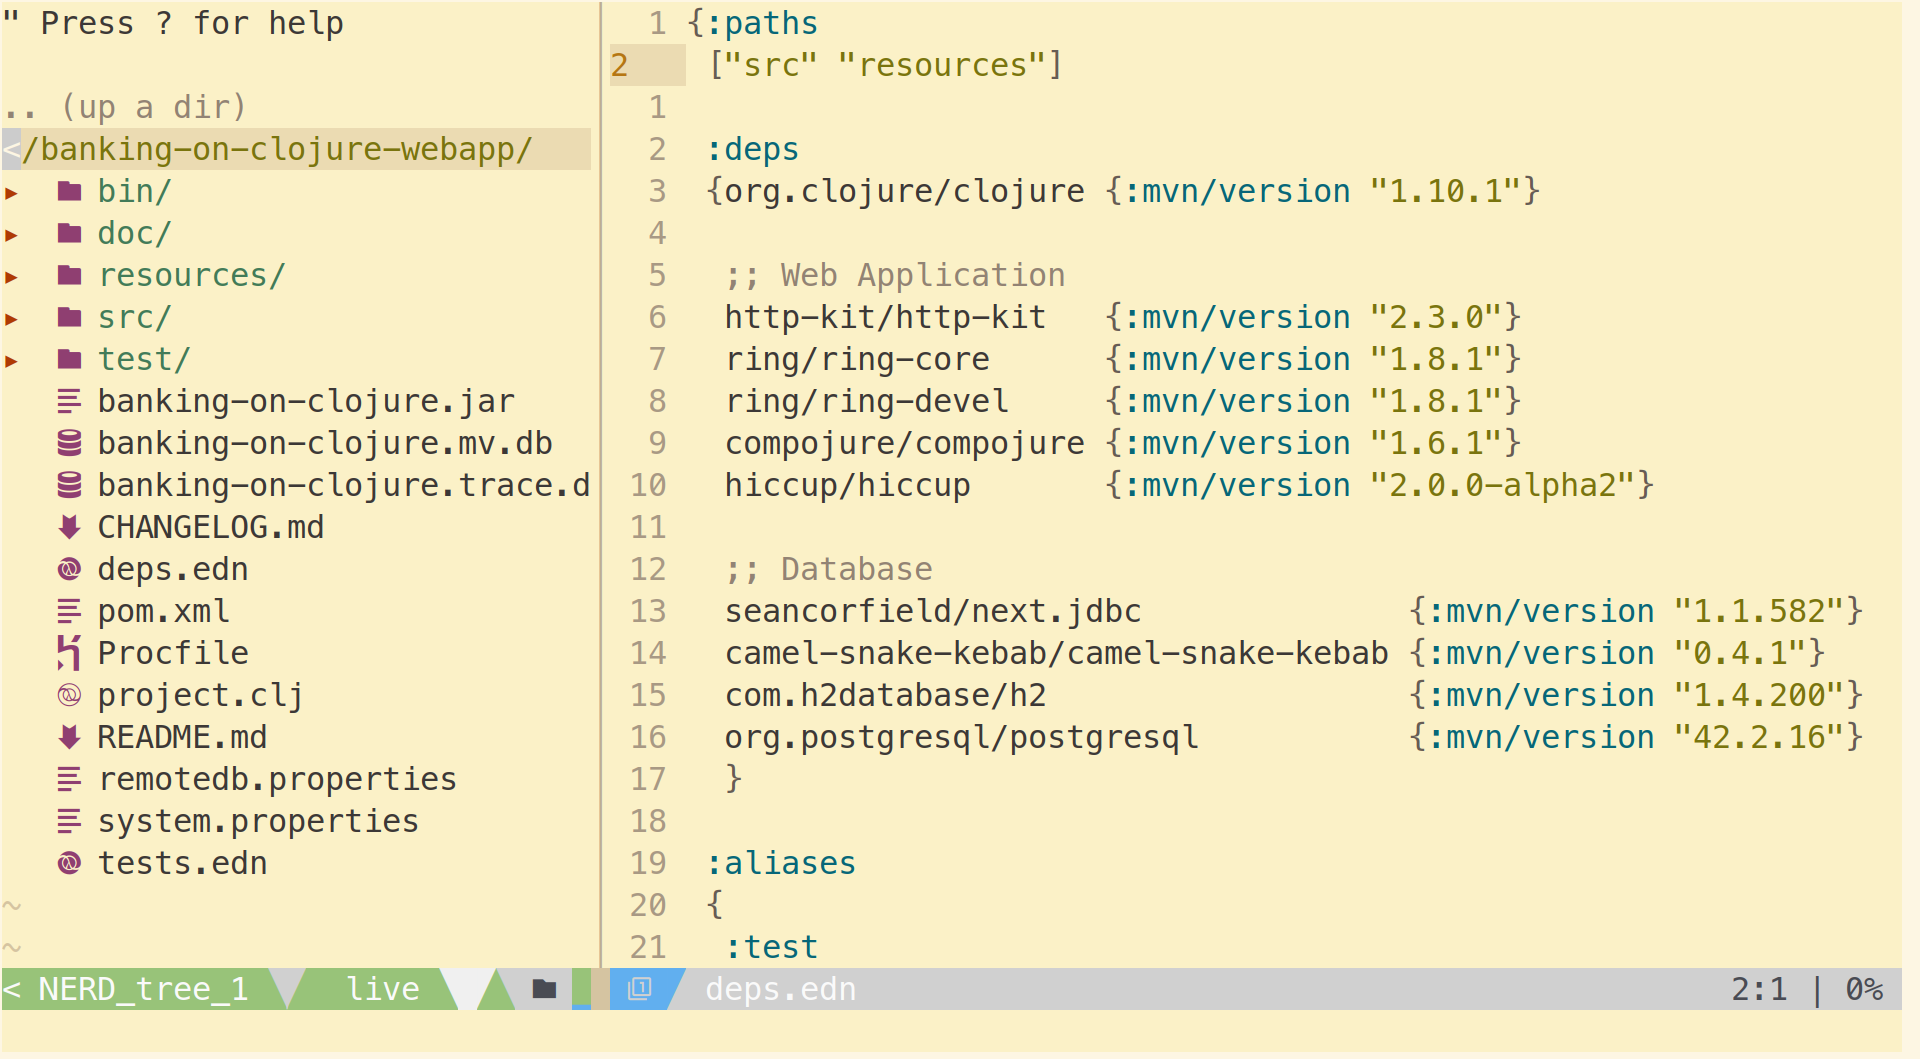 " Press ? for help
.. (up a dir)
</banking-on-clojure-webapp/
▸ bin/
▸ doc/
▸ resources/
▸ src/
▸ test/
banking-on-clojure.jar
banking-on-clojure.mv.db
banking-on-clojure.trace.d
CHANGELOG.md
deps.edn
pom.xml
Procfile
project.clj
README.md
remotedb.properties
system.properties
tests.edn
~
~
< NERD_tree_1 live
1 {:paths
2 ["src" "resources"]
1
2 :deps
3 {org.clojure/clojure {:mvn/version "1.10.1"}
4
5 ;; Web Application
6 http-kit/http-kit {:mvn/version "2.3.0"}
7 ring/ring-core {:mvn/version "1.8.1"}
8 ring/ring-devel {:mvn/version "1.8.1"}
9 compojure/compojure {:mvn/version "1.6.1"}
10 hiccup/hiccup {:mvn/version "2.0.0-alpha2"}
11
12 ;; Database
13 seancorfield/next.jdbc {:mvn/version "1.1.582"}
14 camel-snake-kebab/camel-snake-kebab {:mvn/version "0.4.1"}
15 com.h2database/h2 {:mvn/version "1.4.200"}
16 org.postgresql/postgresql {:mvn/version "42.2.16"}
17 }
18
19 :aliases
20 {
21 :test
1 deps.edn 2:1 | 0%